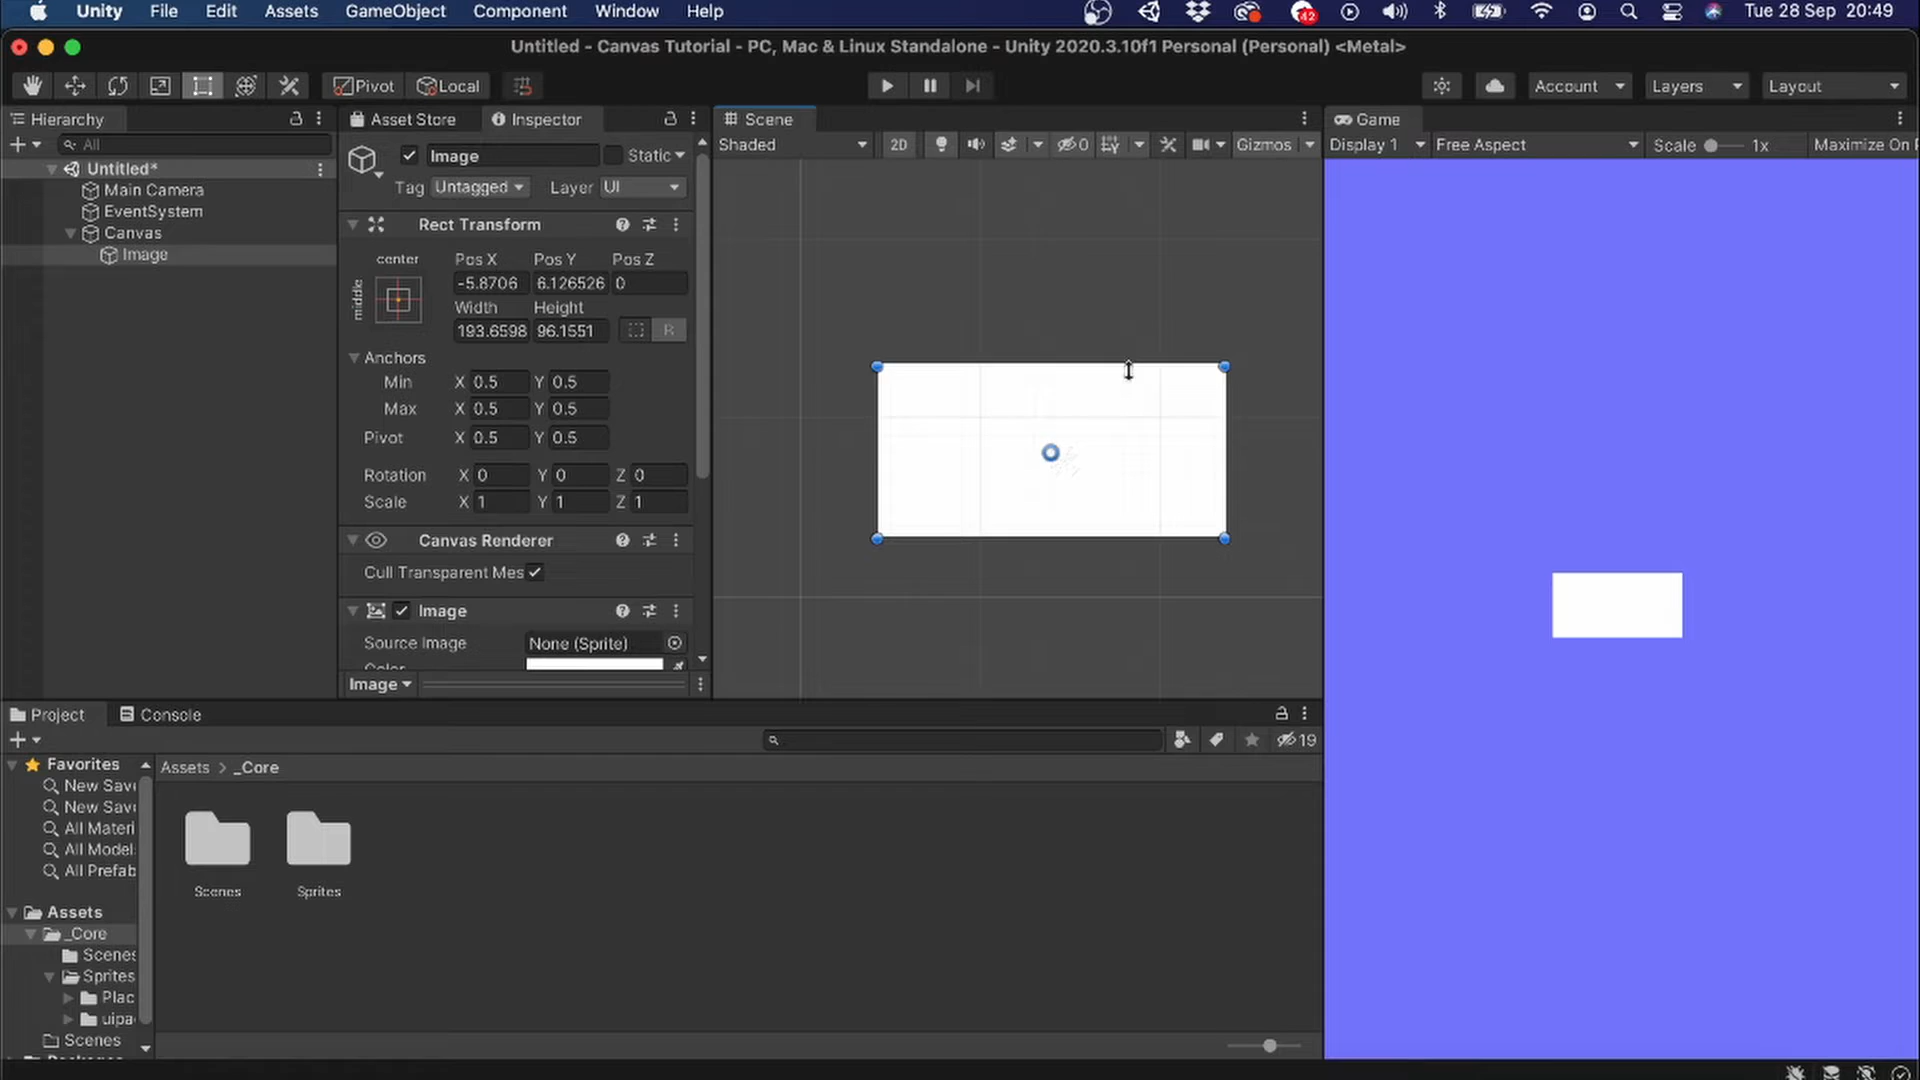 Unity File Edit Assets GameObject Component Window Help 42 Tue 28 Sep 20:49
Untitled - Canvas Tutorial - PC, Mac & Linux Standalone - Unity 2020.3.10f1 Personal (Personal) <Metal>
Pivot Local Account Layers Layout
Hierarchy
All
Untitled*
Main Camera
EventSystem
Canvas
Image
Asset Store Inspector
Image Static
Tag Untagged Layer UI
Rect Transform
center Pos X Pos Y Pos Z
middle
-5.8706 6.126526 0
Width Height
193.6598 96.1551 R
Anchors
Min X 0.5 Y 0.5
Max X 0.5 Y 0.5
Pivot X 0.5 Y 0.5
Rotation X 0 Y 0 Z 0
Scale X 1 Y 1 Z 1
Canvas Renderer
Cull Transparent Mes
Image
Source Image None (Sprite)
Color
Image
Scene
Shaded 2D 0 Gizmos
Game
Display 1 Free Aspect Scale 1x Maximize On P
Project Console
19
Favorites
New Save
New Save
All Materi
All Model
All Prefab
Assets
_Core
Scenes
Sprites
Plac
uipa
Scenes
Packages
Assets > _Core
Scenes Sprites